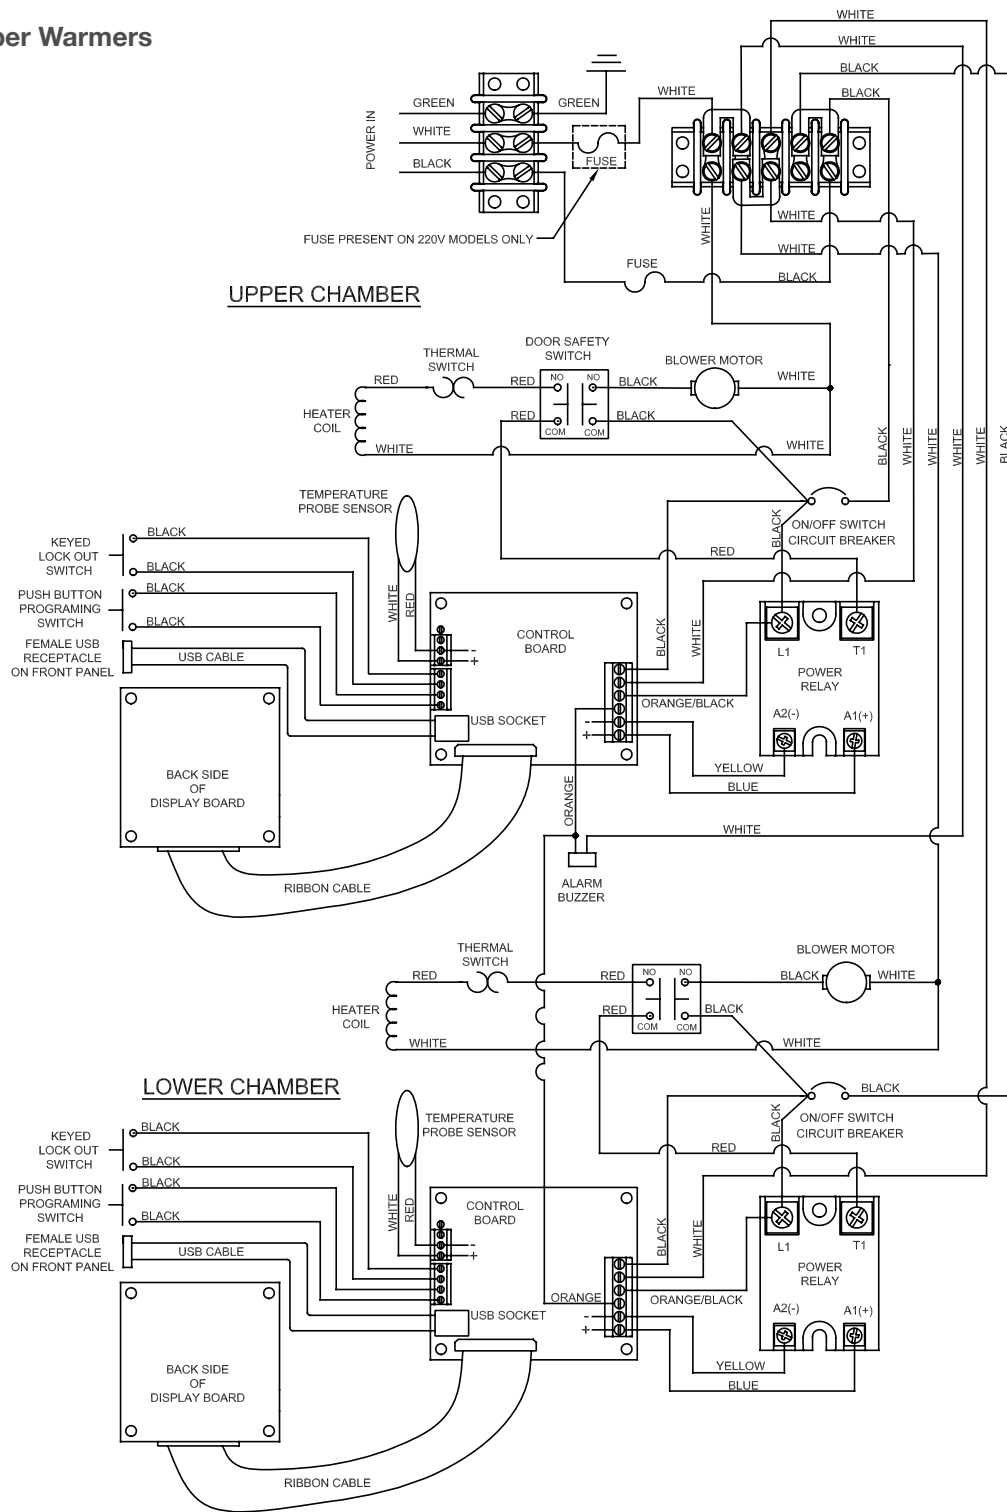 per Warmers
WHITE
WHITE
BLACK
BLACK
WHITE
GREEN
GREEN
WHITE
BLACK
POWER IN
FUSE
FUSE PRESENT ON 220V MODELS ONLY
WHITE
WHITE
WHITE
FUSE
BLACK
UPPER CHAMBER
THERMAL
SWITCH
DOOR SAFETY
SWITCH
BLOWER MOTOR
RED
RED
NO
NO
BLACK
WHITE
HEATER
COIL
RED
COM
COM
BLACK
WHITE
WHITE
BLACK
WHITE
WHITE
WHITE
WHITE
BLACK
TEMPERATURE
PROBE SENSOR
ON/OFF SWITCH
CIRCUIT BREAKER
BLACK
RED
KEYED
LOCK OUT
SWITCH
BLACK
BLACK
PUSH BUTTON
PROGRAMING
SWITCH
BLACK
BLACK
FEMALE USB
RECEPTACLE
ON FRONT PANEL
USB CABLE
WHITE
RED
-
+
CONTROL
BOARD
BLACK
WHITE
ORANGE/BLACK
-
+
USB SOCKET
L1
T1
POWER
RELAY
A2(-)
A1(+)
YELLOW
BLUE
BACK SIDE
OF
DISPLAY BOARD
RIBBON CABLE
ORANGE
WHITE
ALARM
BUZZER
THERMAL
SWITCH
BLOWER MOTOR
RED
RED
NO
NO
BLACK
WHITE
HEATER
COIL
RED
COM
COM
BLACK
WHITE
WHITE
LOWER CHAMBER
BLACK
TEMPERATURE
PROBE SENSOR
ON/OFF SWITCH
CIRCUIT BREAKER
BLACK
RED
KEYED
LOCK OUT
SWITCH
BLACK
BLACK
PUSH BUTTON
PROGRAMING
SWITCH
BLACK
BLACK
FEMALE USB
RECEPTACLE
ON FRONT PANEL
USB CABLE
WHITE
RED
-
+
CONTROL
BOARD
BLACK
WHITE
ORANGE
ORANGE/BLACK
-
+
USB SOCKET
L1
T1
POWER
RELAY
A2(-)
A1(+)
YELLOW
BLUE
BACK SIDE
OF
DISPLAY BOARD
RIBBON CABLE